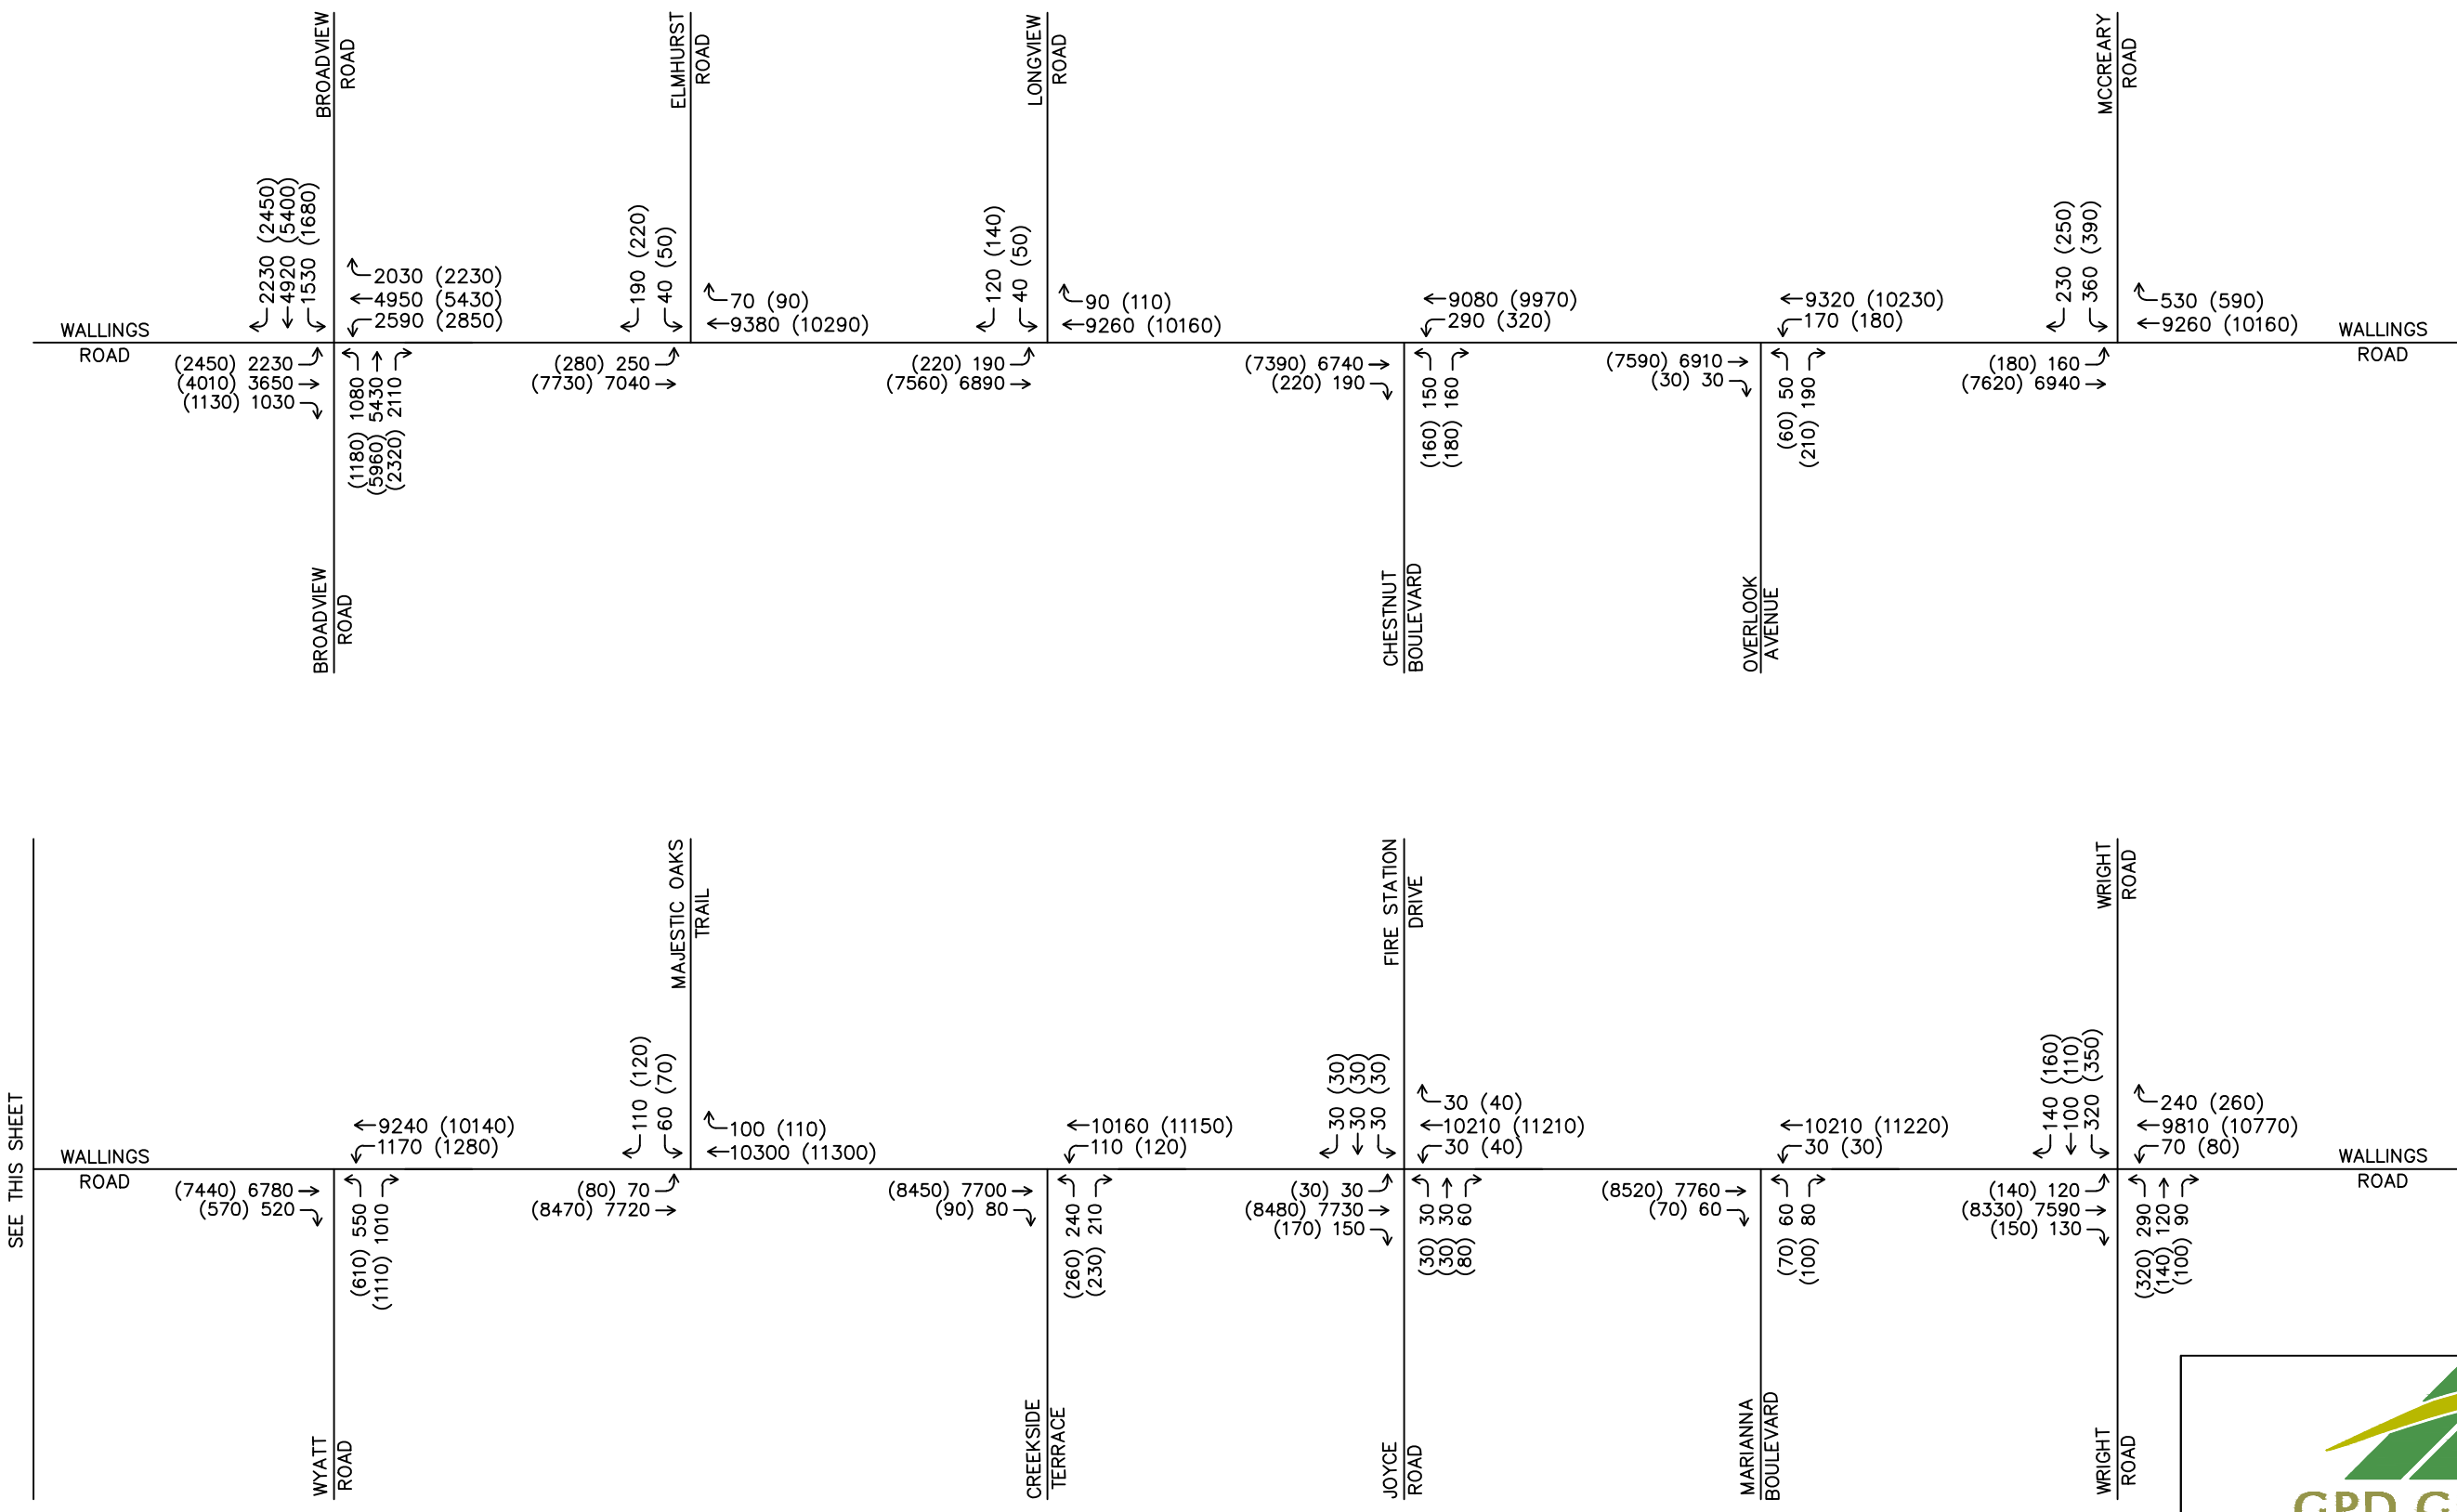 BROADVIEW
ROAD
ELMHURST
ROAD
LONGVIEW
ROAD
MCCREARY
ROAD
2230 (2450)
4920 (5400)
1530 (1680)
2030 (2230)
4950 (5430)
2590 (2850)
190 (220)
40 (50)
70 (90)
9380 (10290)
120 (140)
40 (50)
90 (110)
9260 (10160)
9080 (9970)
290 (320)
9320 (10230)
170 (180)
230 (250)
360 (390)
530 (590)
9260 (10160)
WALLINGS
ROAD
WALLINGS
ROAD
(2450) 2230
(4010) 3650
(1130) 1030
(1180) 1080
(5960) 5430
(2320) 2110
(280) 250
(7730) 7040
(220) 190
(7560) 6890
(7390) 6740
(220) 190
(160) 150
(180) 160
(7590) 6910
(30) 30
(60) 50
(210) 190
(180) 160
(7620) 6940
BROADVIEW
ROAD
CHESTNUT
BOULEVARD
OVERLOOK
AVENUE
SEE THIS SHEET
MAJESTIC OAKS
TRAIL
FIRE STATION
DRIVE
WRIGHT
ROAD
9240 (10140)
1170 (1280)
110 (120)
60 (70)
100 (110)
10300 (11300)
10160 (11150)
110 (120)
30 (30)
30 (30)
30 (30)
30 (40)
10210 (11210)
30 (40)
10210 (11220)
30 (30)
140 (160)
100 (110)
320 (350)
240 (260)
9810 (10770)
70 (80)
WALLINGS
ROAD
WALLINGS
ROAD
(7440) 6780
(570) 520
(610) 550
(1110) 1010
(80) 70
(8470) 7720
(8450) 7700
(90) 80
(260) 240
(230) 210
(30) 30
(8480) 7730
(170) 150
(30) 30
(30) 30
(80) 60
(8520) 7760
(70) 60
(70) 60
(100) 80
(140) 120
(8330) 7590
(150) 130
(320) 290
(140) 120
(100) 90
WYATT
ROAD
CREEKSIDE
TERRACE
JOYCE
ROAD
MARIANNA
BOULEVARD
WRIGHT
ROAD
GPD